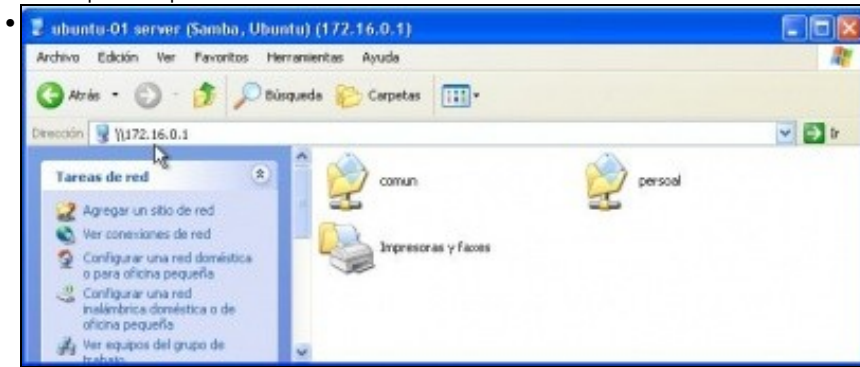 ubuntu-01 server (Samba, Ubuntu) (172.16.0.1)
Archivo Edición Ver Favoritos Herramientas Ayuda
Atrás Búsqueda Carpetas
Dirección \\172.16.0.1 Ir
Tareas de red
Agregar un sitio de red
Ver conexiones de red
Configurar una red doméstica
o para oficina pequeña
Configurar una red
inalámbrica doméstica o de
oficina pequeña
Ver equipos del grupo de
trabajo
comun
persoal
Impresoras y faxes